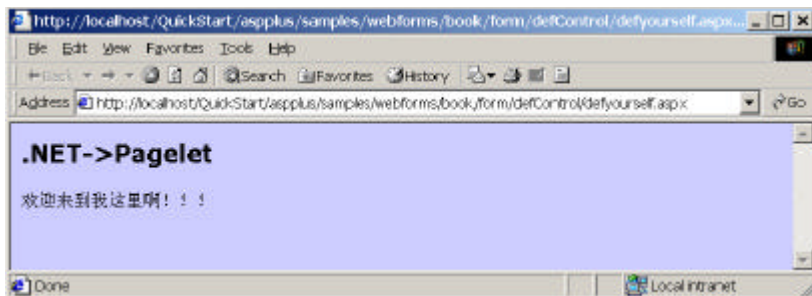 http://localhost/QuickStart/aspplus/samples/webforms/book/form/defControl/defyourself.aspx...
File Edit View Favorites Tools Help
Back Search Favorites History
Address http://localhost/QuickStart/aspplus/samples/webforms/book/form/defControl/defyourself.aspx Go
.NET->Pagelet
欢迎来到我这里啊！！！
Done Local intranet